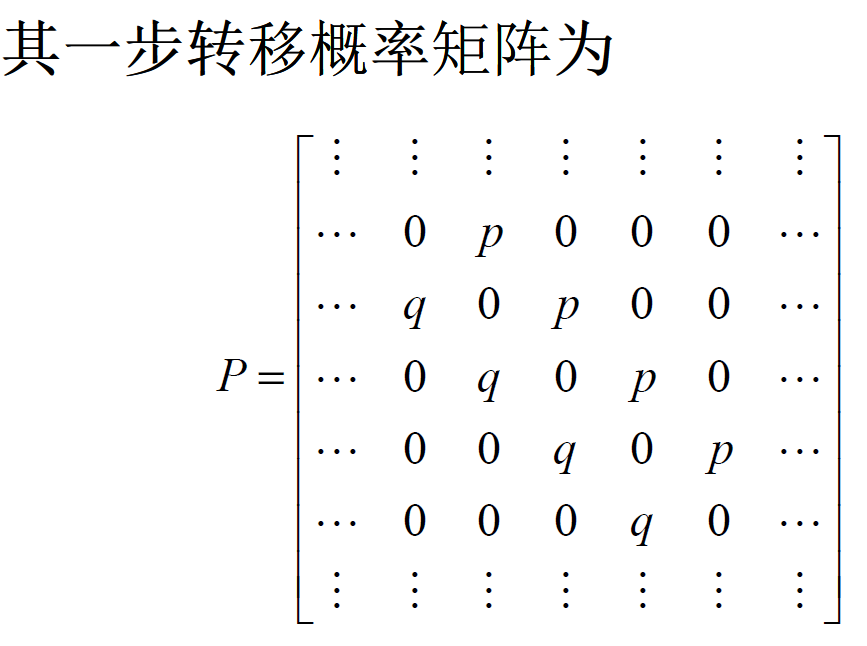 其一步转移概率矩阵为
⋮ ⋮ ⋮ ⋮ ⋮ ⋮ ⋮
⋯ 0 p 0 0 0 ⋯
⋯ q 0 p 0 0 ⋯
P = ⋯ 0 q 0 p 0 ⋯
⋯ 0 0 q 0 p ⋯
⋯ 0 0 0 q 0 ⋯
⋮ ⋮ ⋮ ⋮ ⋮ ⋮ ⋮